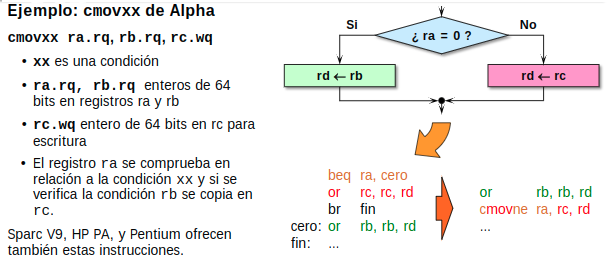 Ejemplo: cmovxx de Alpha
cmovxx ra.rq, rb.rq, rc.wq
• xx es una condición
• ra.rq, rb.rq enteros de 64
bits en registros ra y rb
• rc.wq entero de 64 bits en rc para
escritura
• El registro ra se comprueba en
relación a la condición xx y si se
verifica la condición rb se copia en
rc.
Sparc V9, HP PA, y Pentium ofrecen
también estas instrucciones.
Si
¿ ra = 0 ?
No
rd ← rb
rd ← rc
beq ra, cero
or rc, rc, rd
br fin
cero: or rb, rb, rd
fin: ...
or rb, rb, rd
cmovne ra, rc, rd
...